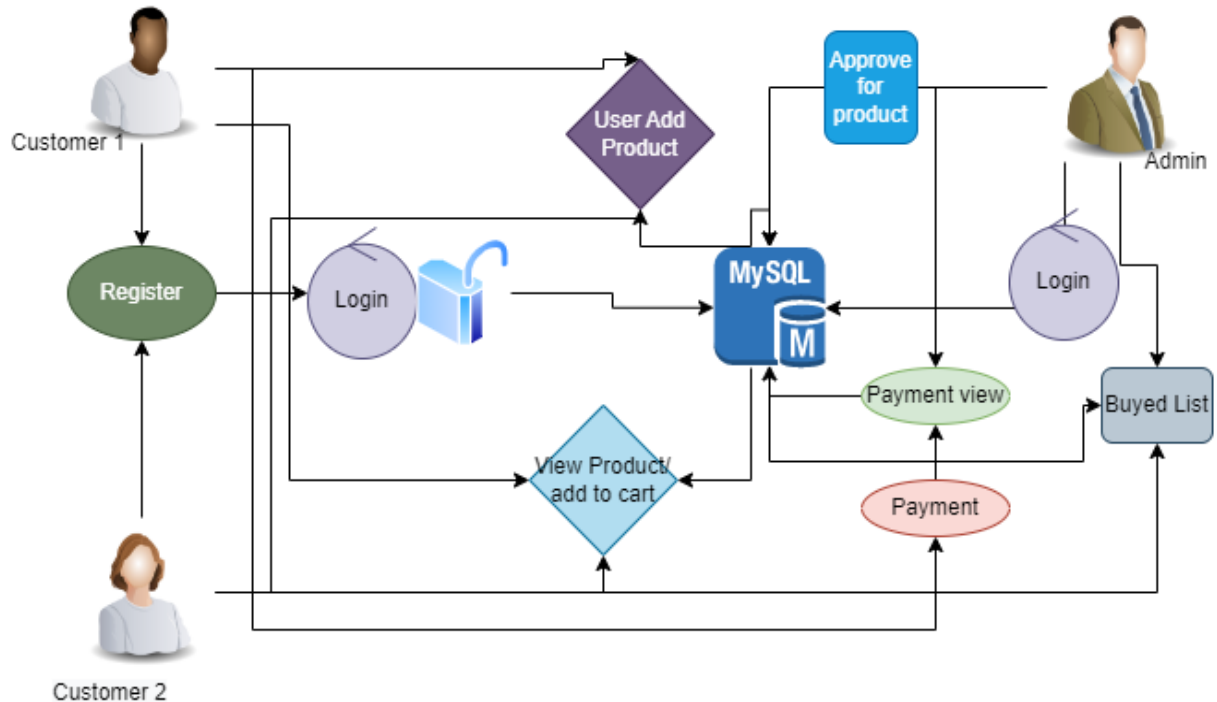 Customer 1
User Add
Product
Approve
for
product
Admin
Register
Login
MySQL
M
Login
Payment view
Buyed List
View Product/
add to cart
Payment
Customer 2